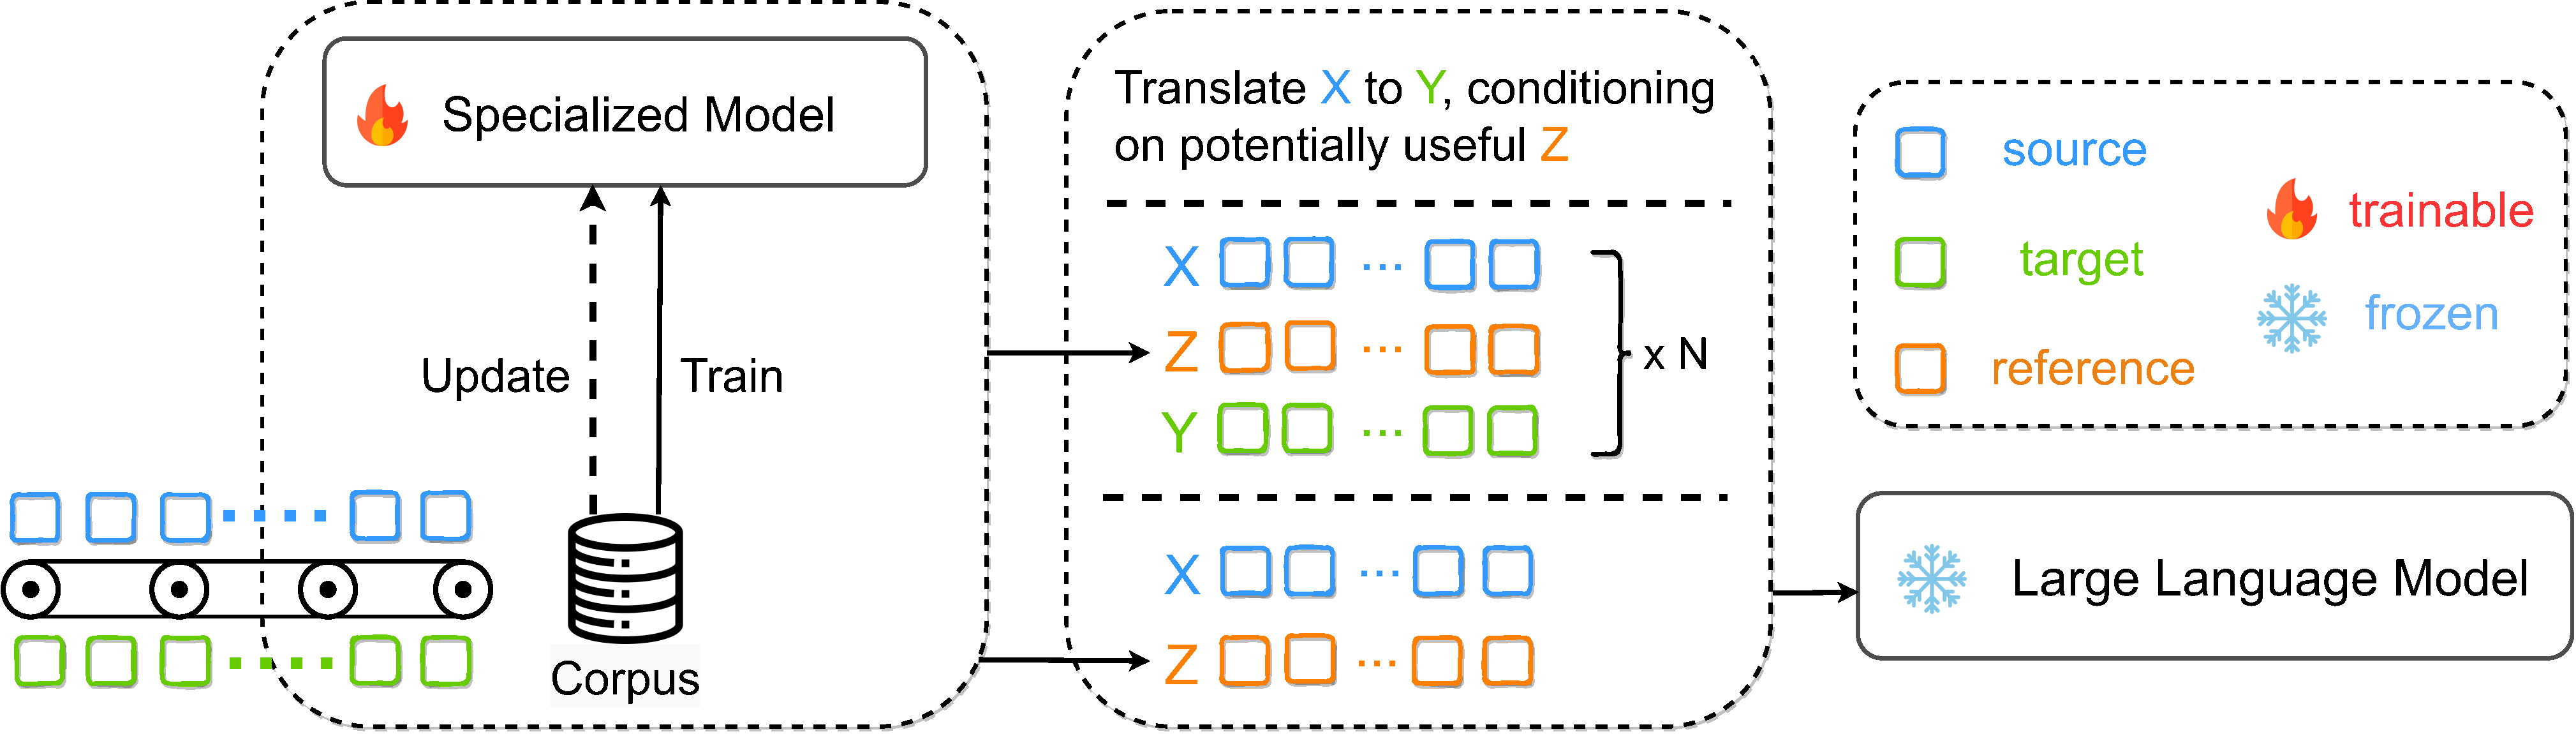 Specialized Model
Update
Train
Corpus
Translate X to Y, conditioning
on potentially useful Z
X ...
Z ...
Y ...
x N
X ...
Z ...
source
target
reference
trainable
frozen
Large Language Model